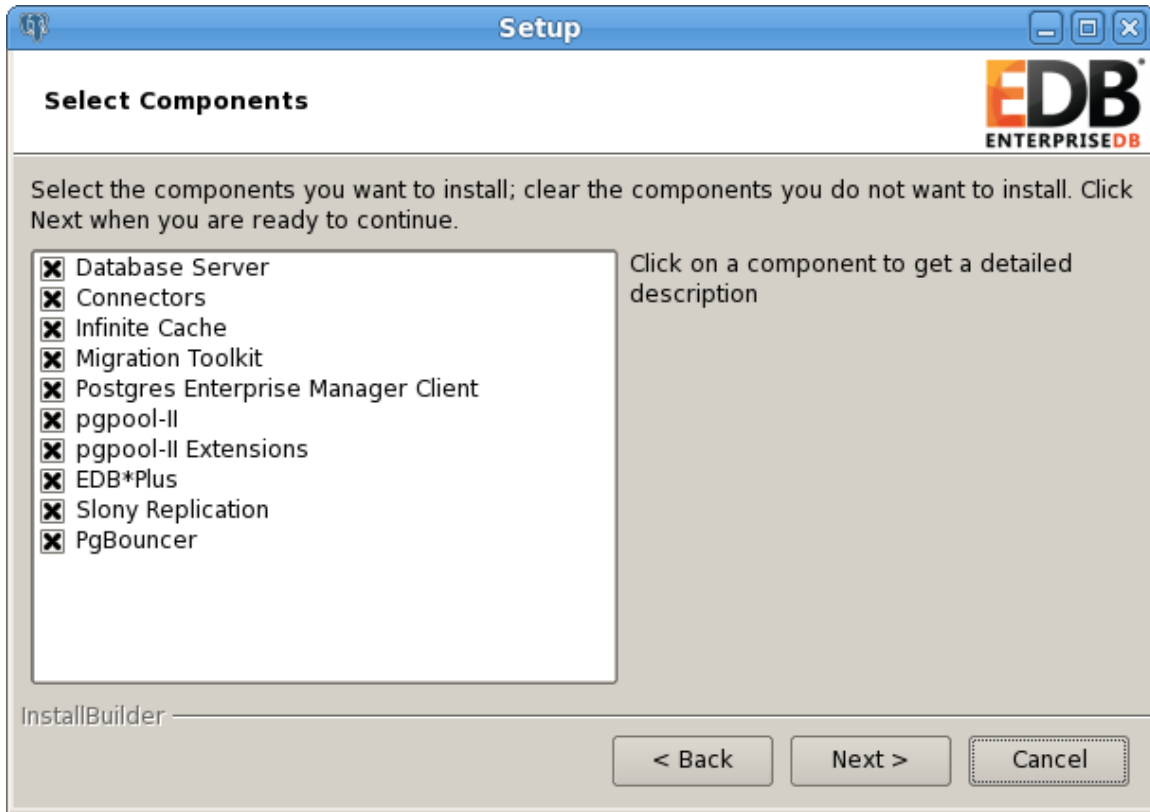 Setup
Select Components
EDB
ENTERPRISEDB
Select the components you want to install; clear the components you do not want to install. Click
Next when you are ready to continue.
Database Server
Connectors
Infinite Cache
Migration Toolkit
Postgres Enterprise Manager Client
pgpool-II
pgpool-II Extensions
EDB*Plus
Slony Replication
PgBouncer
Click on a component to get a detailed
description
InstallBuilder
< Back
Next >
Cancel